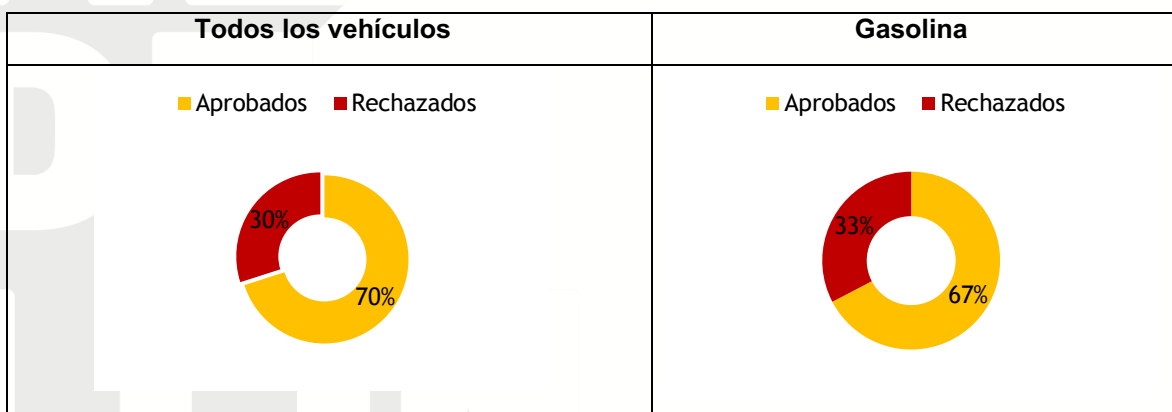 Todos los vehículos
Gasolina
Aprobados Rechazados
30%
70%
Aprobados Rechazados
33%
67%